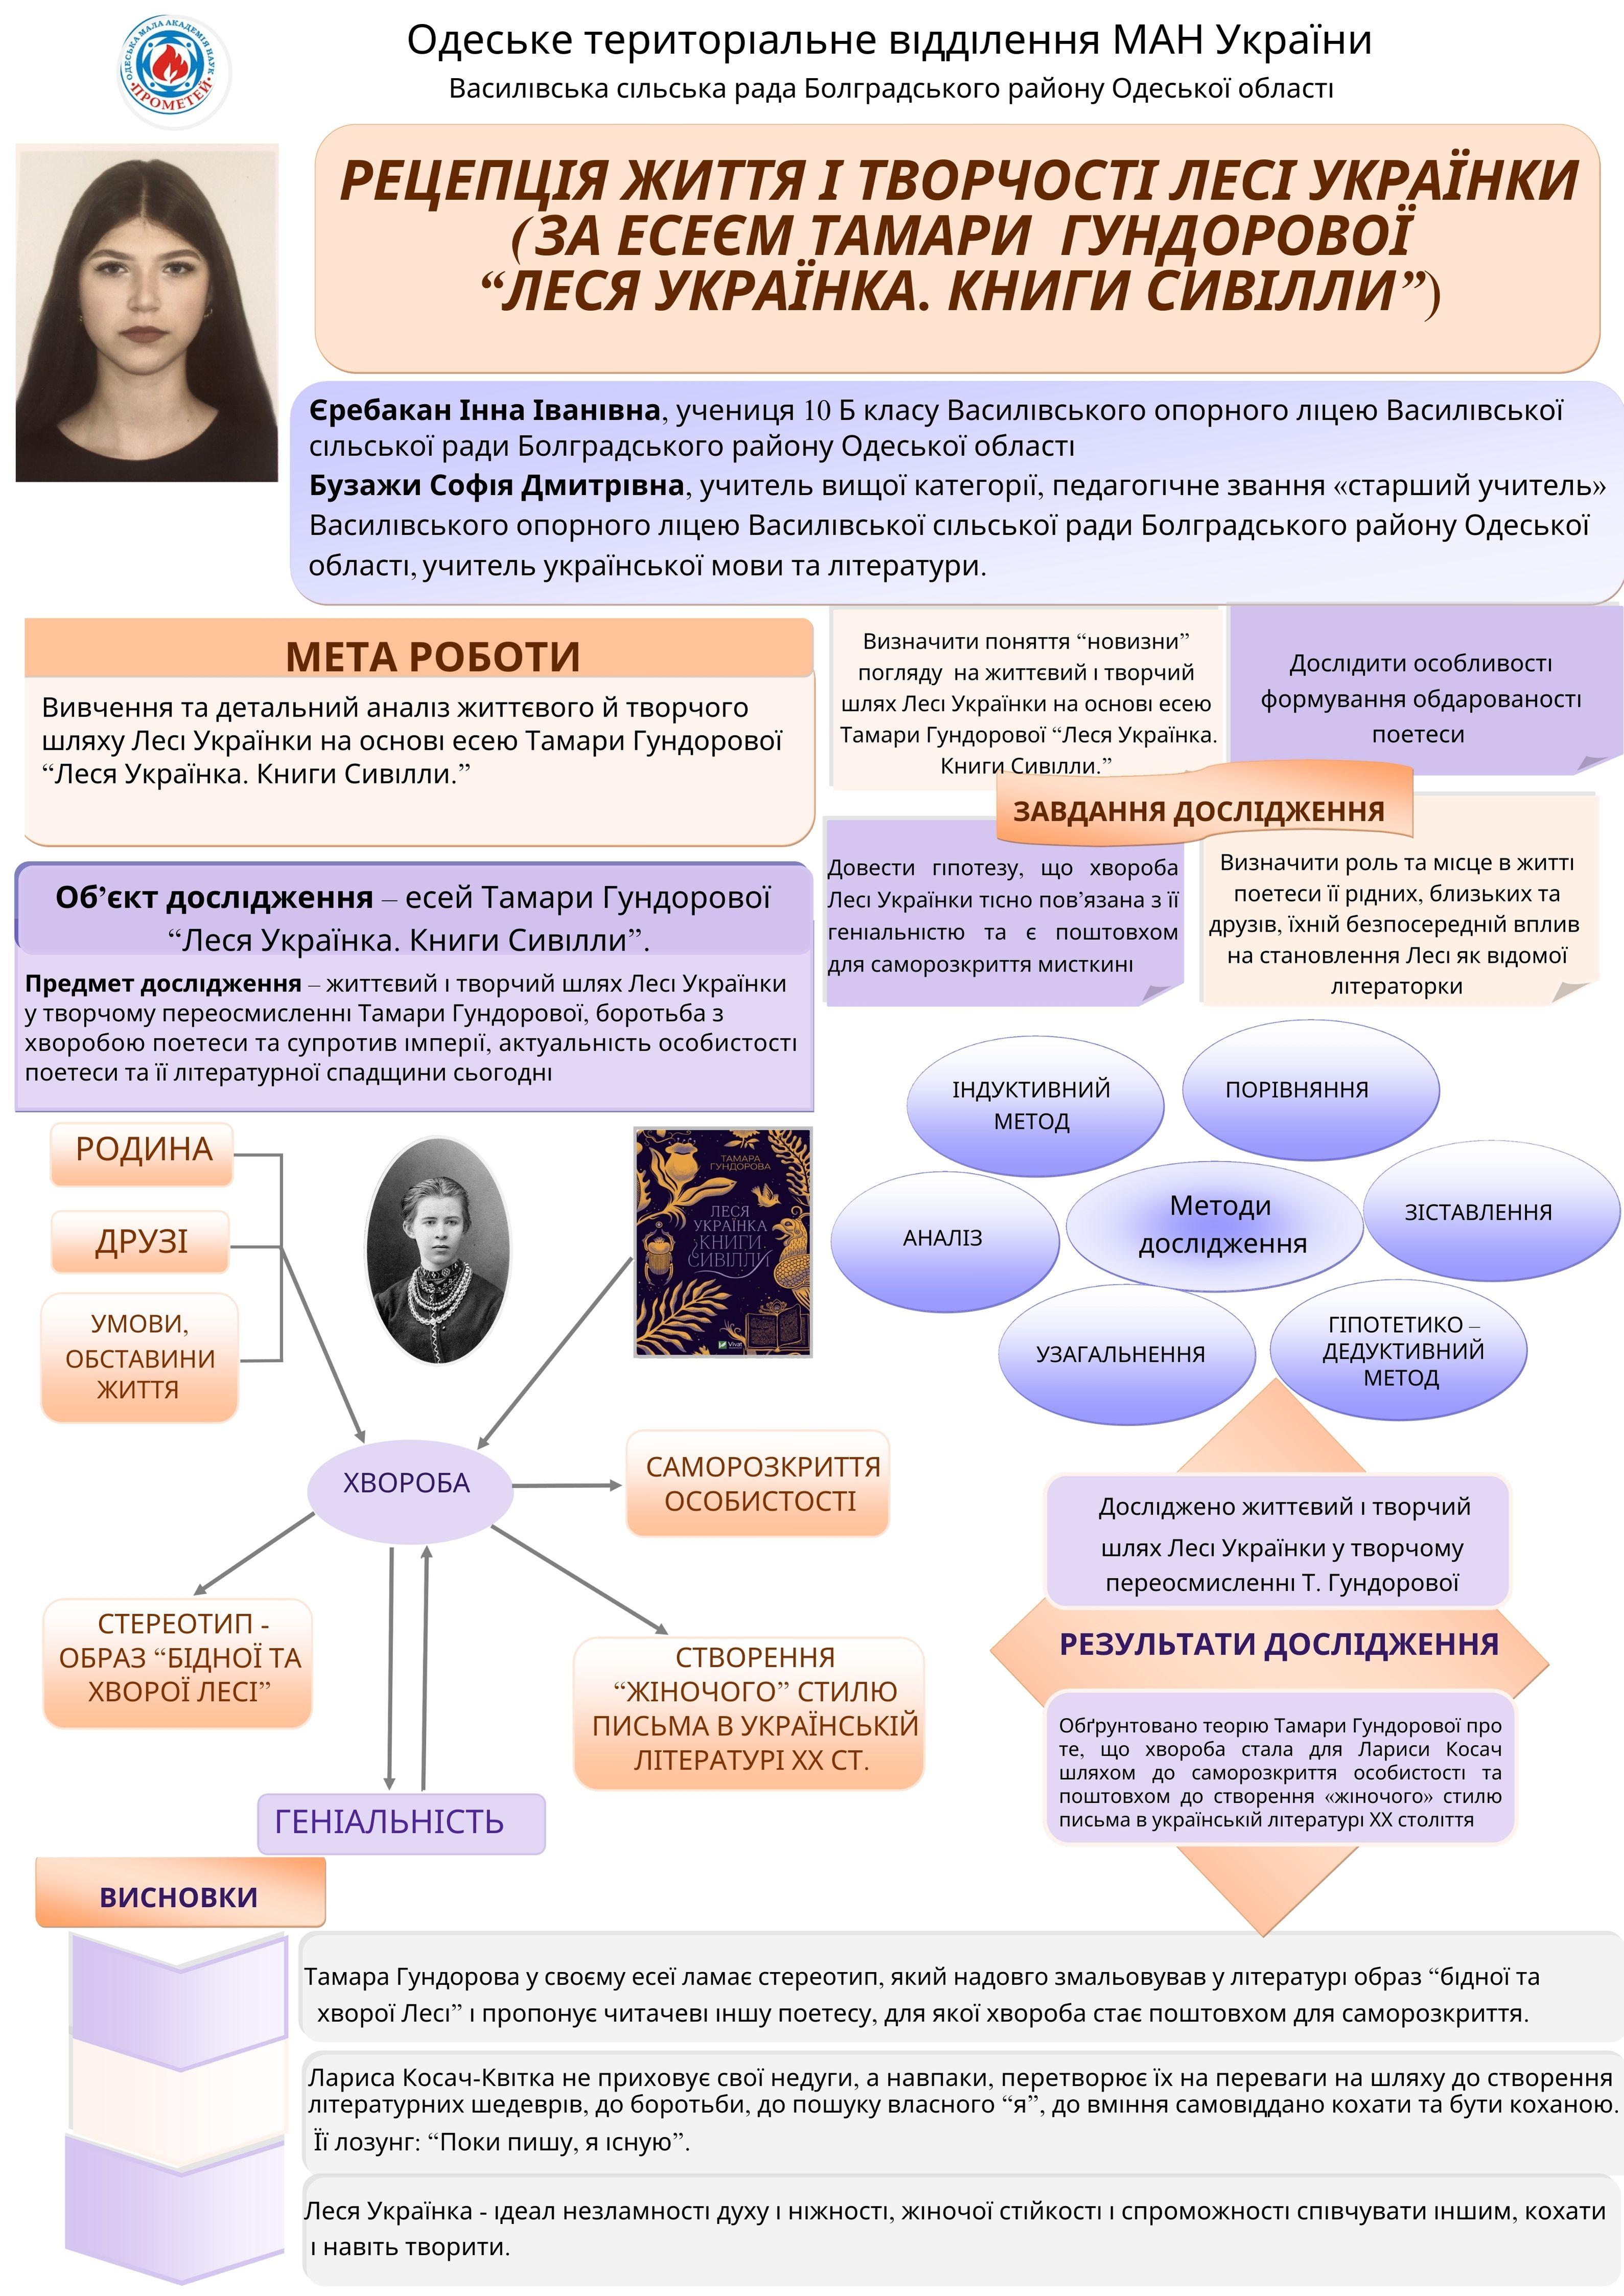 ОДЕСЬКА МАЛА АКАДЕМІЯ НАУК
"ПРОМЕТЕЙ"
Одеське територіальне відділення МАН України
Василівська сільська рада Болградського району Одеської області
РЕЦЕПЦІЯ ЖИТТЯ І ТВОРЧОСТІ ЛЕСІ УКРАЇНКИ
(ЗА ЕСЕЄМ ТАМАРИ ГУНДОРОВОЇ
“ЛЕСЯ УКРАЇНКА. КНИГИ СИВІЛЛИ”)
Єребакан Інна Іванівна, учениця 10 Б класу Василівського опорного ліцею Василівської
сільської ради Болградського району Одеської області
Бузажи Софія Дмитрівна, учитель вищої категорії, педагогічне звання «старший учитель»
Василівського опорного ліцею Василівської сільської ради Болградського району Одеської
області, учитель української мови та літератури.
МЕТА РОБОТИ
Вивчення та детальний аналіз життєвого й творчого
шляху Лесі Українки на основі есею Тамари Гундорової
“Леся Українка. Книги Сивілли.”
Визначити поняття “новизни”
погляду на життєвий і творчий
шлях Лесі Українки на основі есею
Тамари Гундорової “Леся Українка.
Книги Сивілли.”
Дослідити особливості
формування обдарованості
поетеси
ЗАВДАННЯ ДОСЛІДЖЕННЯ
Довести гіпотезу, що хвороба
Лесі Українки тісно пов’язана з її
геніальністю та є поштовхом
для саморозкриття мисткині
Визначити роль та місце в житті
поетеси її рідних, близьких та
друзів, їхній безпосередній вплив
на становлення Лесі як відомої
літераторки
Об’єкт дослідження – есей Тамари Гундорової
“Леся Українка. Книги Сивілли”.
Предмет дослідження – життєвий і творчий шлях Лесі Українки
у творчому переосмисленні Тамари Гундорової, боротьба з
хворобою поетеси та супротив імперії, актуальність особистості
поетеси та її літературної спадщини сьогодні
РОДИНА
ДРУЗІ
УМОВИ,
ОБСТАВИНИ
ЖИТТЯ
ТАМАРА
ГУНДОРОВА
ЛЕСЯ
УКРАЇНКА
КНИГИ
СИВІЛЛИ
Vivat
ХВОРОБА
САМОРОЗКРИТТЯ
ОСОБИСТОСТІ
СТЕРЕОТИП -
ОБРАЗ “БІДНОЇ ТА
ХВОРОЇ ЛЕСІ”
СТВОРЕННЯ
“ЖІНОЧОГО” СТИЛЮ
ПИСЬМА В УКРАЇНСЬКІЙ
ЛІТЕРАТУРІ ХХ СТ.
ГЕНІАЛЬНІСТЬ
ІНДУКТИВНИЙ
МЕТОД
ПОРІВНЯННЯ
АНАЛІЗ
Методи
дослідження
ЗІСТАВЛЕННЯ
УЗАГАЛЬНЕННЯ
ГІПОТЕТИКО –
ДЕДУКТИВНИЙ
МЕТОД
Досліджено життєвий і творчий
шлях Лесі Українки у творчому
переосмисленні Т. Гундорової
РЕЗУЛЬТАТИ ДОСЛІДЖЕННЯ
Обґрунтовано теорію Тамари Гундорової про
те, що хвороба стала для Лариси Косач
шляхом до саморозкриття особистості та
поштовхом до створення «жіночого» стилю
письма в українській літературі ХХ століття
ВИСНОВКИ
Тамара Гундорова у своєму есеї ламає стереотип, який надовго змальовував у літературі образ “бідної та
хворої Лесі” і пропонує читачеві іншу поетесу, для якої хвороба стає поштовхом для саморозкриття.
Лариса Косач-Квітка не приховує свої недуги, а навпаки, перетворює їх на переваги на шляху до створення
літературних шедеврів, до боротьби, до пошуку власного “я”, до вміння самовіддано кохати та бути коханою.
Її лозунг: “Поки пишу, я існую”.
Леся Українка - ідеал незламності духу і ніжності, жіночої стійкості і спроможності співчувати іншим, кохати
і навіть творити.